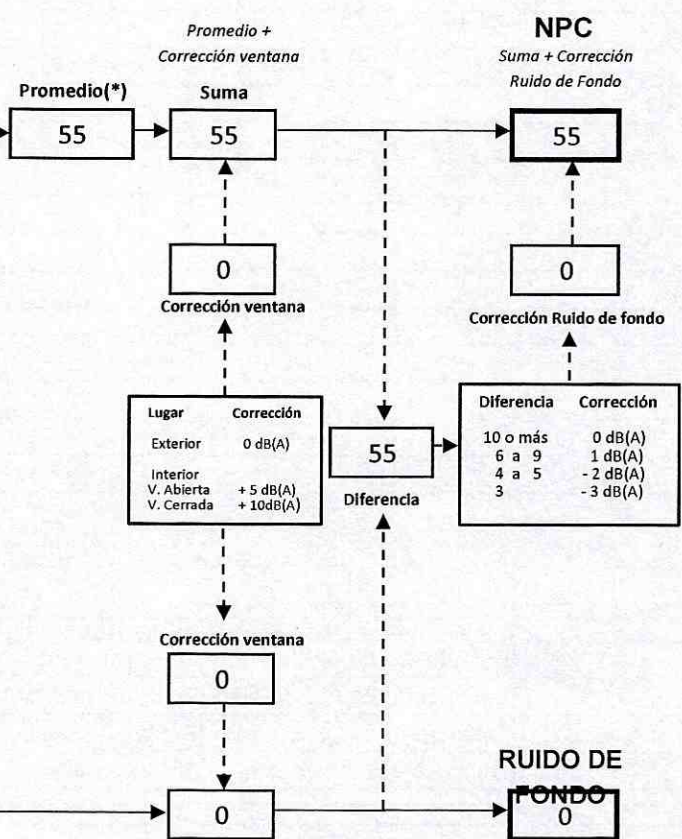 Promedio +
Corrección ventana
NPC
Suma + Corrección
Ruido de Fondo
Promedio(*)
Suma
55
55
55
0
0
Corrección ventana
Corrección Ruido de fondo
Lugar Corrección
Exterior 0 dB(A)
Interior
V. Abierta + 5 dB(A)
V. Cerrada + 10dB(A)
55
Diferencia
Diferencia Corrección
10 o más 0 dB(A)
6 a 9 1 dB(A)
4 a 5 - 2 dB(A)
3 - 3 dB(A)
Corrección ventana
0
RUIDO DE
FONDO
0
0